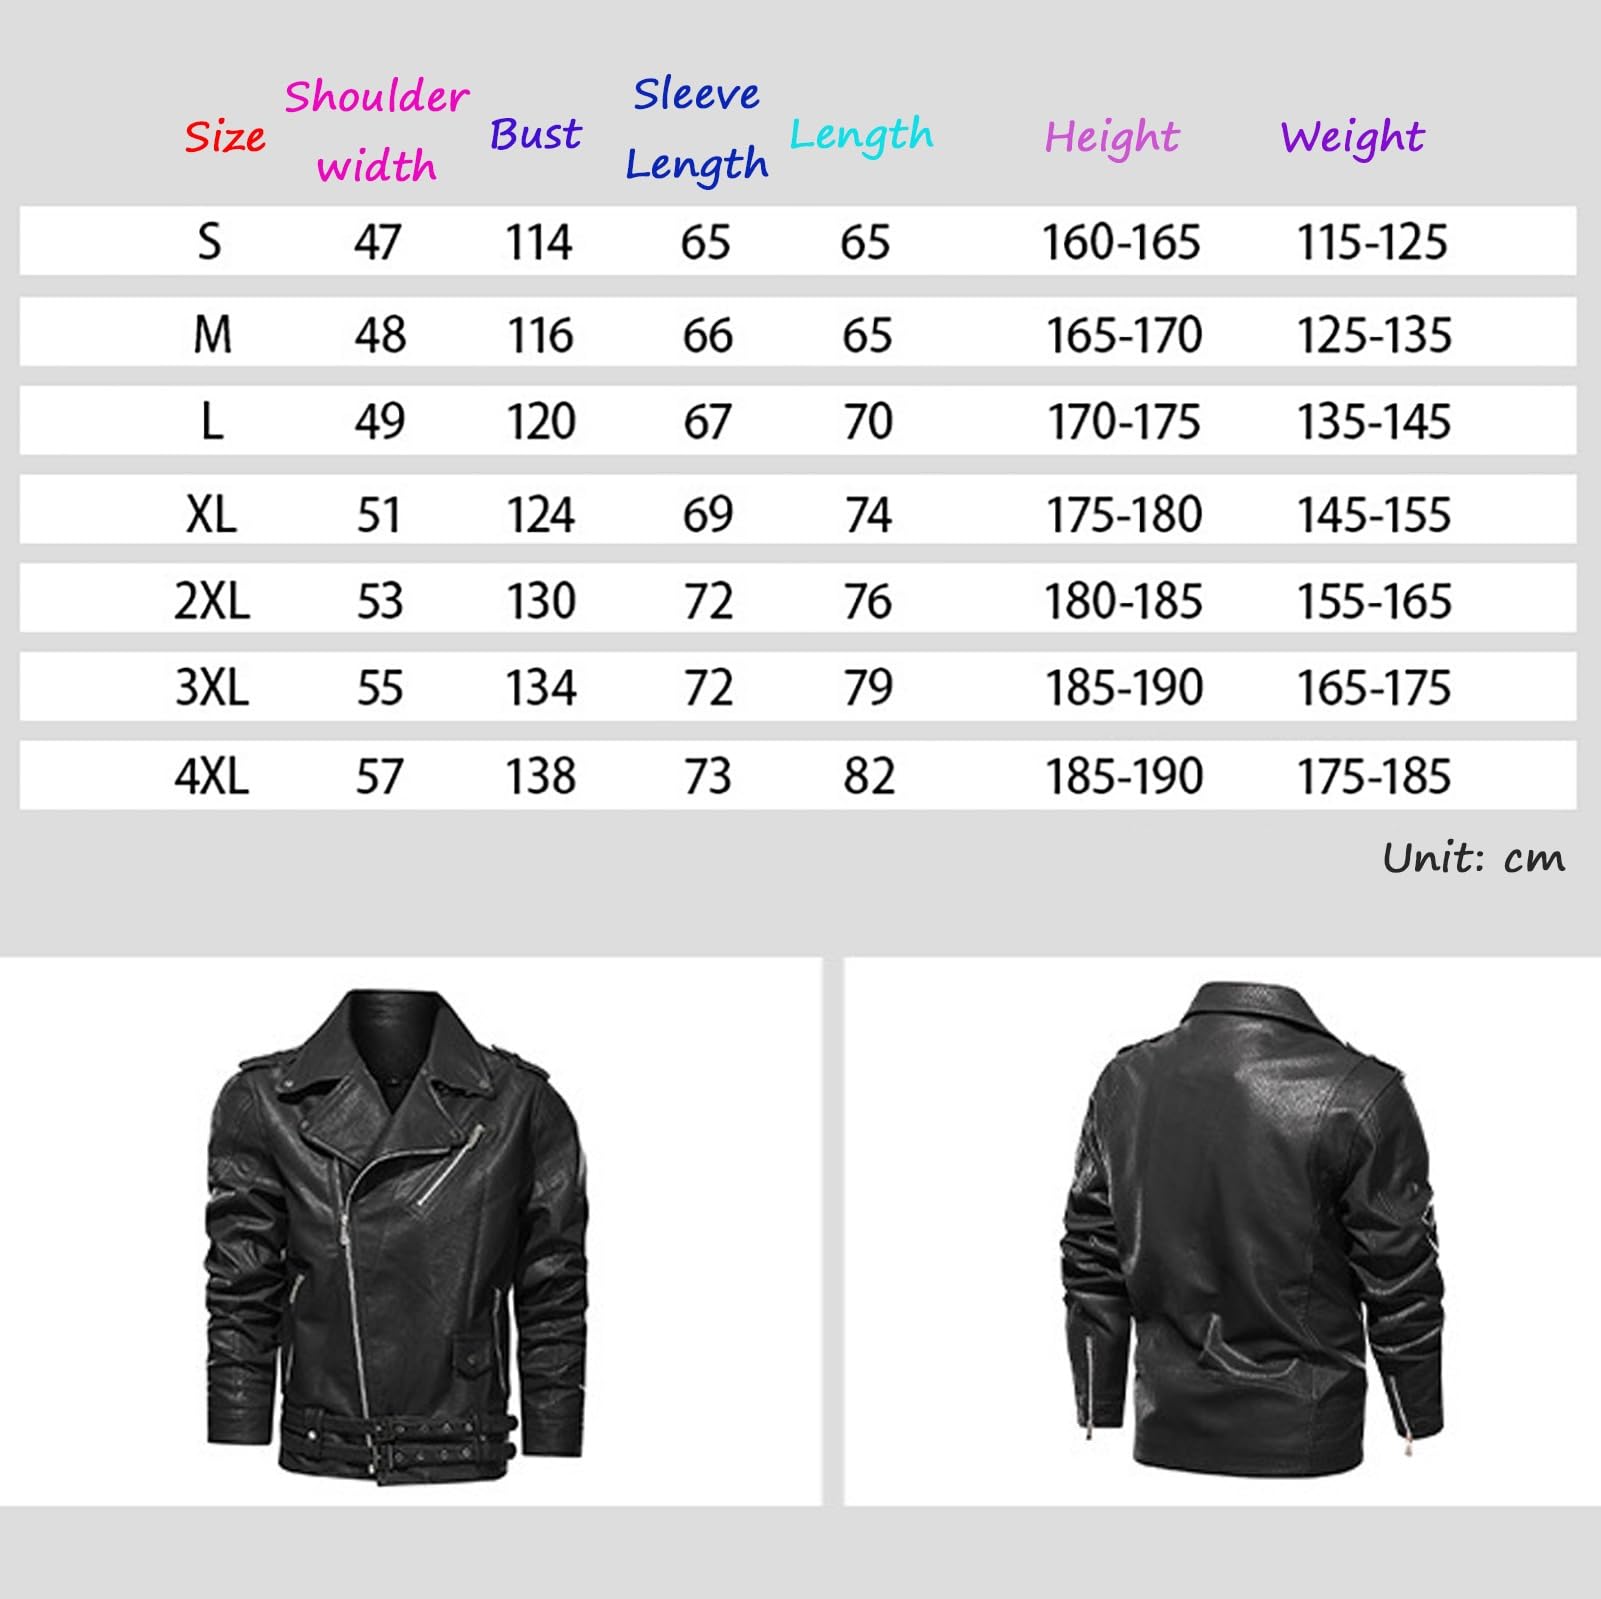 Size Shoulder width Bust Sleeve Length Length Height Weight
S 47 114 65 65 160-165 115-125
M 48 116 66 65 165-170 125-135
L 49 120 67 70 170-175 135-145
XL 51 124 69 74 175-180 145-155
2XL 53 130 72 76 180-185 155-165
3XL 55 134 72 79 185-190 165-175
4XL 57 138 73 82 185-190 175-185
Unit: cm